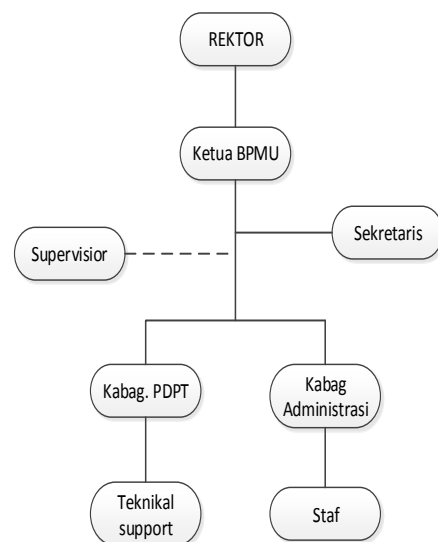 REKTOR
Ketua BPMU
Sekretaris
Supervisior
Kabag. PDPT
Kabag
Administrasi
Teknikal
support
Staf